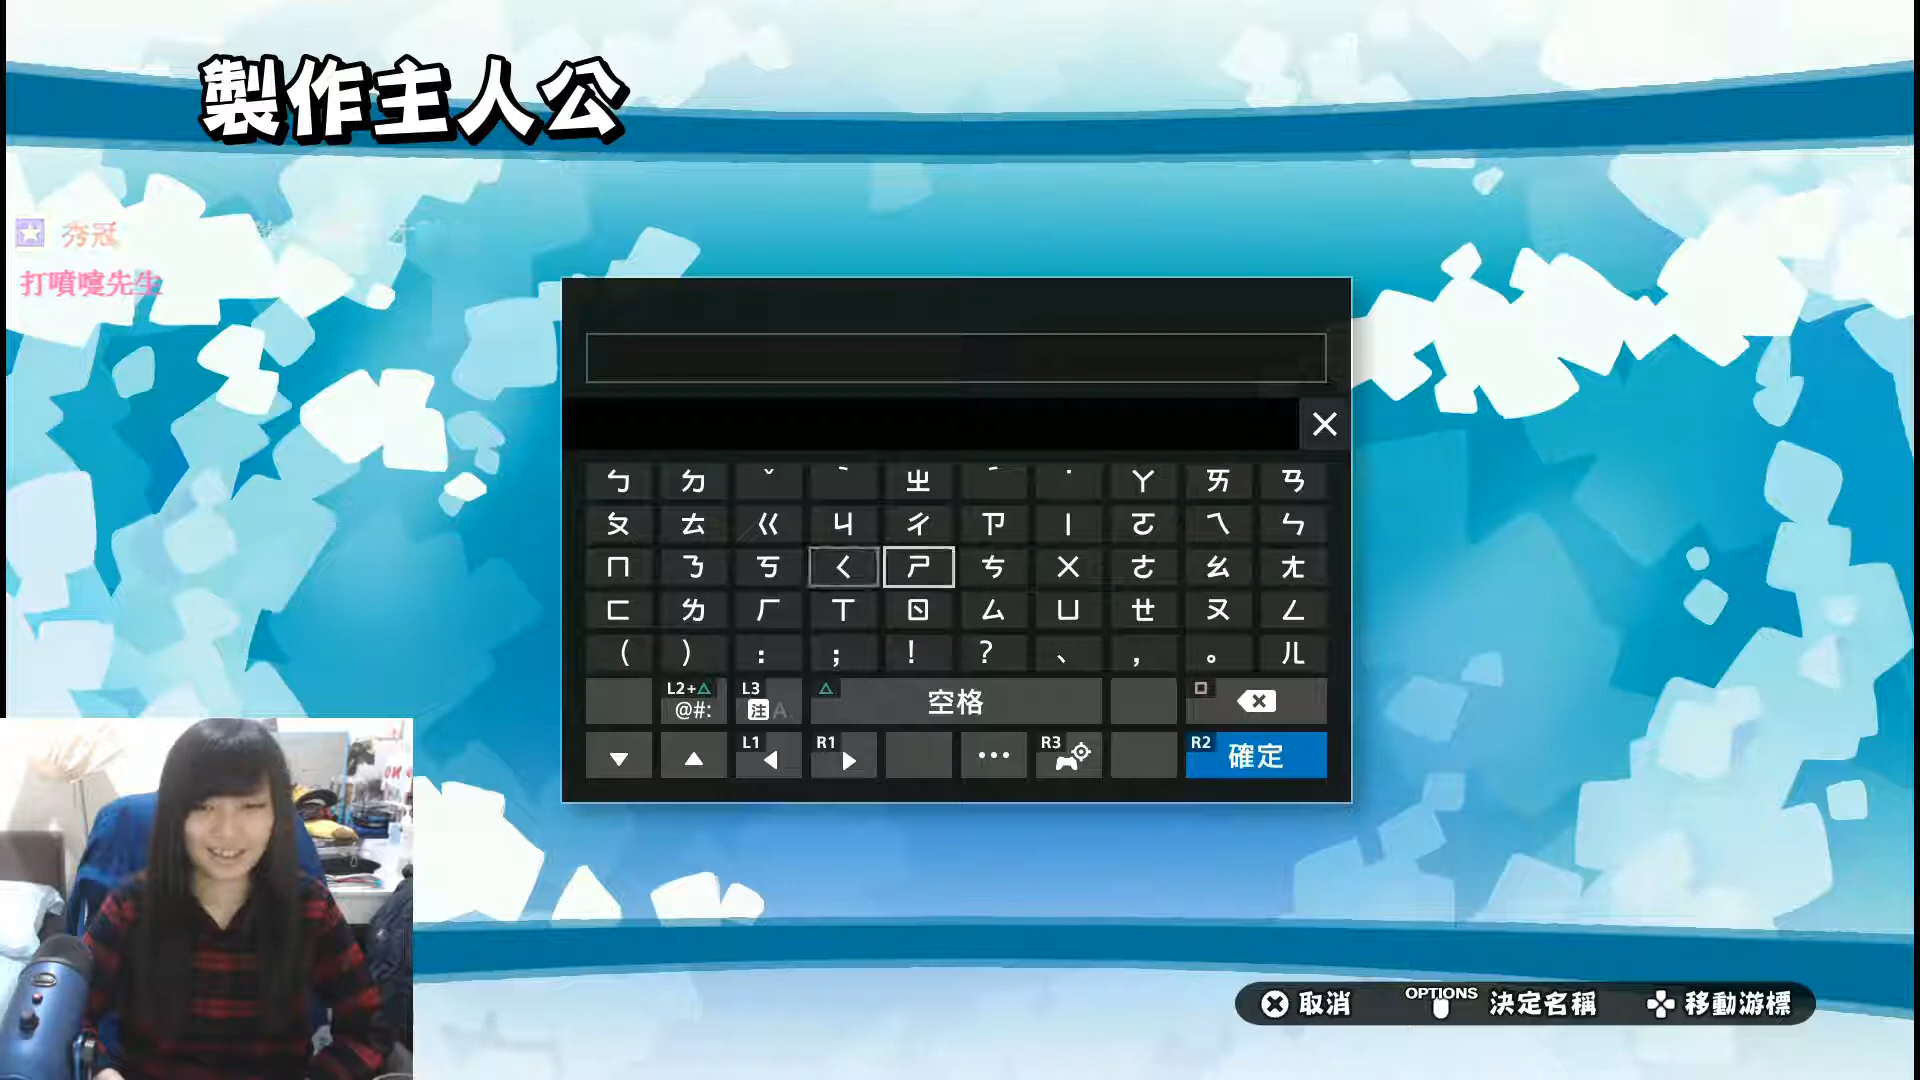 製作主人公
秀冠
打噴嚏先生
ㄅ ㄉ ˇ ˋ ㄓ ˊ ˙ ㄚ ㄞ ㄢ
ㄆ ㄊ ㄍ ㄐ ㄔ ㄗ ㄧ ㄛ ㄟ ㄣ
ㄇ ㄋ ㄎ ㄑ ㄕ ㄘ ㄨ ㄜ ㄠ ㄤ
ㄈ ㄌ ㄏ ㄒ ㄖ ㄙ ㄩ ㄝ ㄡ ㄥ
( ) : ; ! ? 、 , 。 ㄦ
L2+△ @#: L3 注 A △ 空格 □
▼ ▲ L1 ◀ R1 ▶ ••• R3 R2 確定
取消 OPTIONS 決定名稱 移動游標